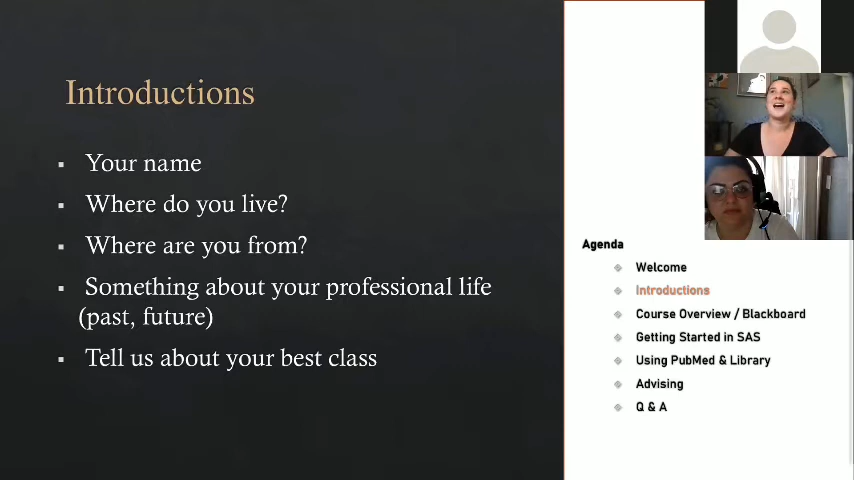 Introductions
▪ Your name
▪ Where do you live?
▪ Where are you from?
▪ Something about your professional life
(past, future)
▪ Tell us about your best class
Agenda
❖ Welcome
❖ Introductions
❖ Course Overview / Blackboard
❖ Getting Started in SAS
❖ Using PubMed & Library
❖ Advising
❖ Q & A